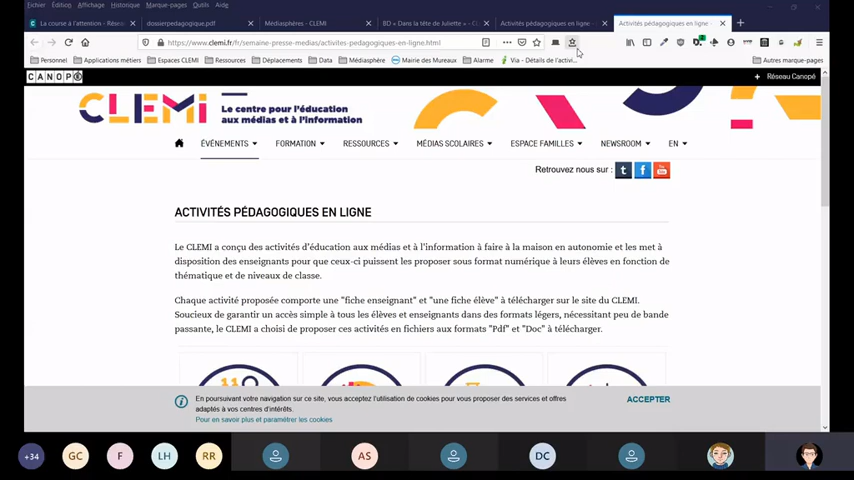 Fichier Édition Affichage Historique Marque-pages Outils Aide
La course à l'attention - Résea
dossierpedagogique.pdf
Médiasphères - CLEMI
BD « Dans la tête de Juliette » - CL
Activités pédagogiques en ligne -
Activités pédagogiques en ligne -
https://www.clemi.fr/fr/semaine-presse-medias/activites-pedagogiques-en-ligne.html
Personnel Applications métiers Espaces CLEMI Ressources Déplacements Data Médiasphère Mairie des Mureaux Alarme Via - Détails de l'activi...
Autres marque-pages
CANOPÉ
+ Réseau Canopé
CLEMI
Le centre pour l'éducation
aux médias et à l'information
ÉVÉNEMENTS FORMATION RESSOURCES MÉDIAS SCOLAIRES ESPACE FAMILLES NEWSROOM EN
Retrouvez nous sur : t f You Tube
ACTIVITÉS PÉDAGOGIQUES EN LIGNE
Le CLEMI a conçu des activités d'éducation aux médias et à l'information à faire à la maison en autonomie et les met à
disposition des enseignants pour que ceux-ci puissent les proposer sous format numérique à leurs élèves en fonction de
thématique et de niveaux de classe.
Chaque activité proposée comporte une "fiche enseignant" et "une fiche élève" à télécharger sur le site du CLEMI.
Soucieux de garantir un accès simple à tous les élèves et enseignants dans des formats légers, nécessitant peu de bande
passante, le CLEMI a choisi de proposer ces activités en fichiers aux formats "Pdf" et "Doc" à télécharger.
En poursuivant votre navigation sur ce site, vous acceptez l'utilisation de cookies pour vous proposer des services et offres
adaptés à vos centres d'intérêts.
Pour en savoir plus et paramétrer les cookies
ACCEPTER
+34 GC F LH RR AS DC